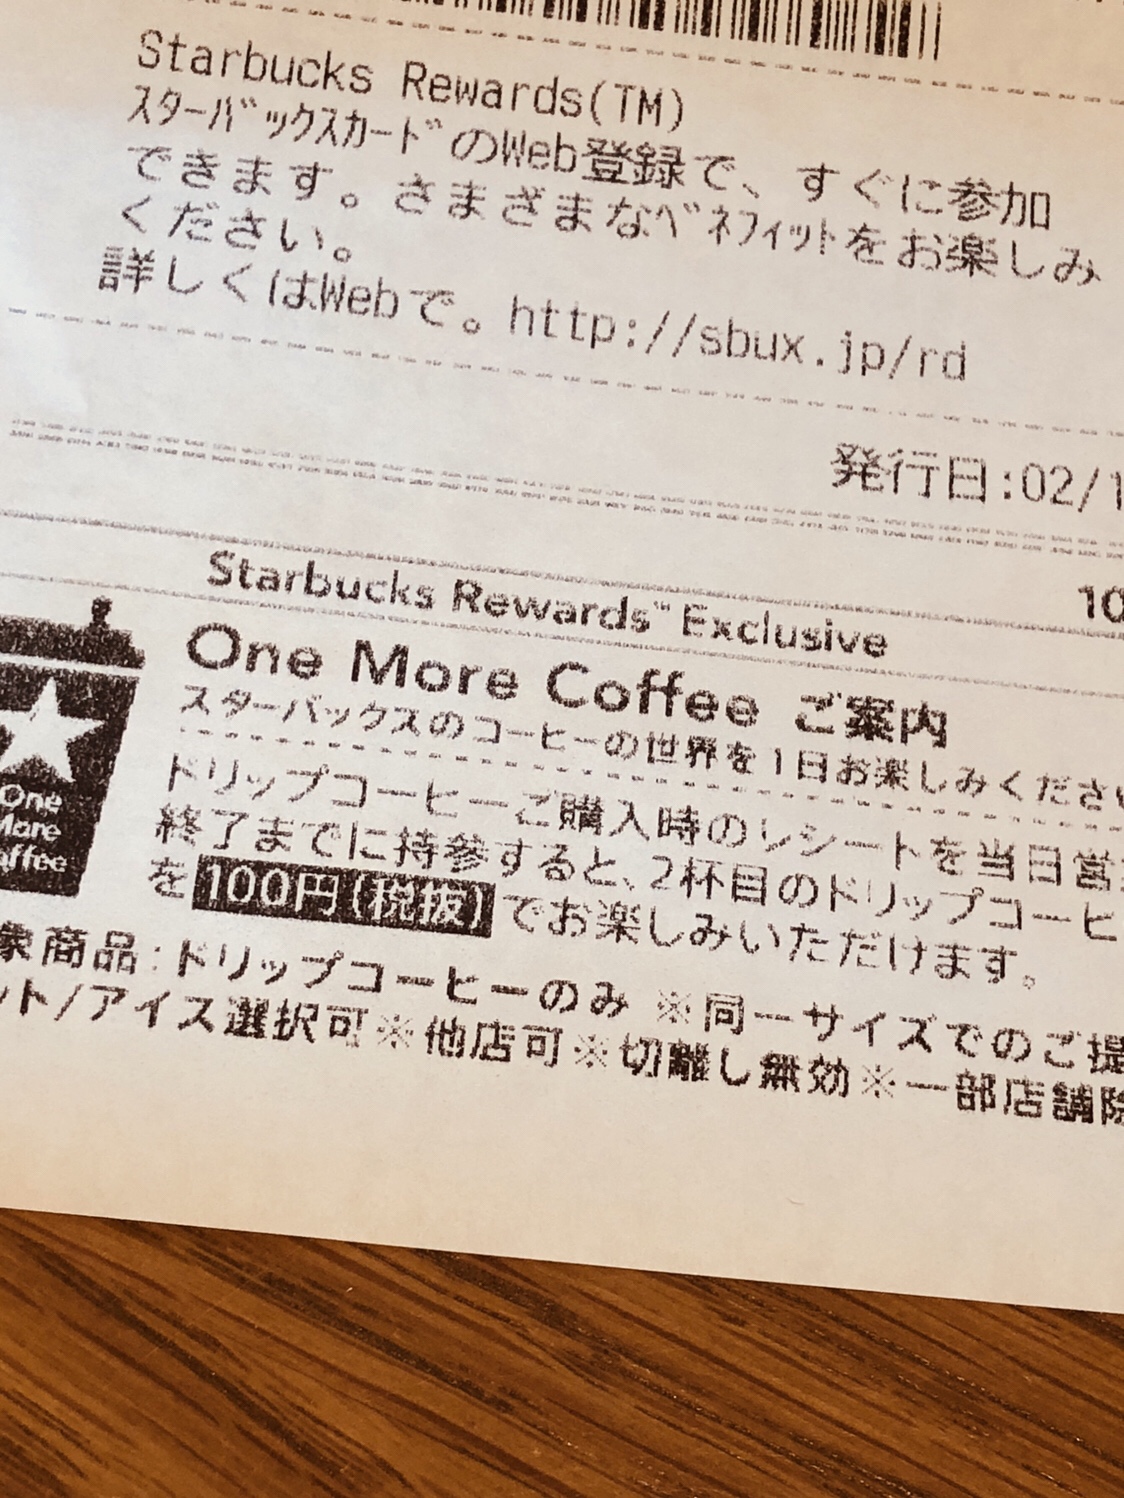 Starbucks Rewards(TM)
ｽﾀｰﾊﾞｯｸｽｶｰﾄﾞのWeb登録で、すぐに参加
できます。さまざまなﾍﾞﾈﾌｨｯﾄをお楽しみ
ください。
詳しくはWebで。http://sbux.jp/rd
発行日:02/1
10
Starbucks Rewards™ Exclusive
One More Coffee ご案内
スターバックスのコーヒーの世界を1日お楽しみくださ
ドリップコーヒーご購入時のレシートを当日営
終了までに持参すると、2杯目のドリップコーヒ
を100円(税抜)でお楽しみいただけます。
One
More
offee
象商品:ドリップコーヒーのみ ※同一サイズでのご提
ット/アイス選択可※他店可※切離し無効※一部店舗除